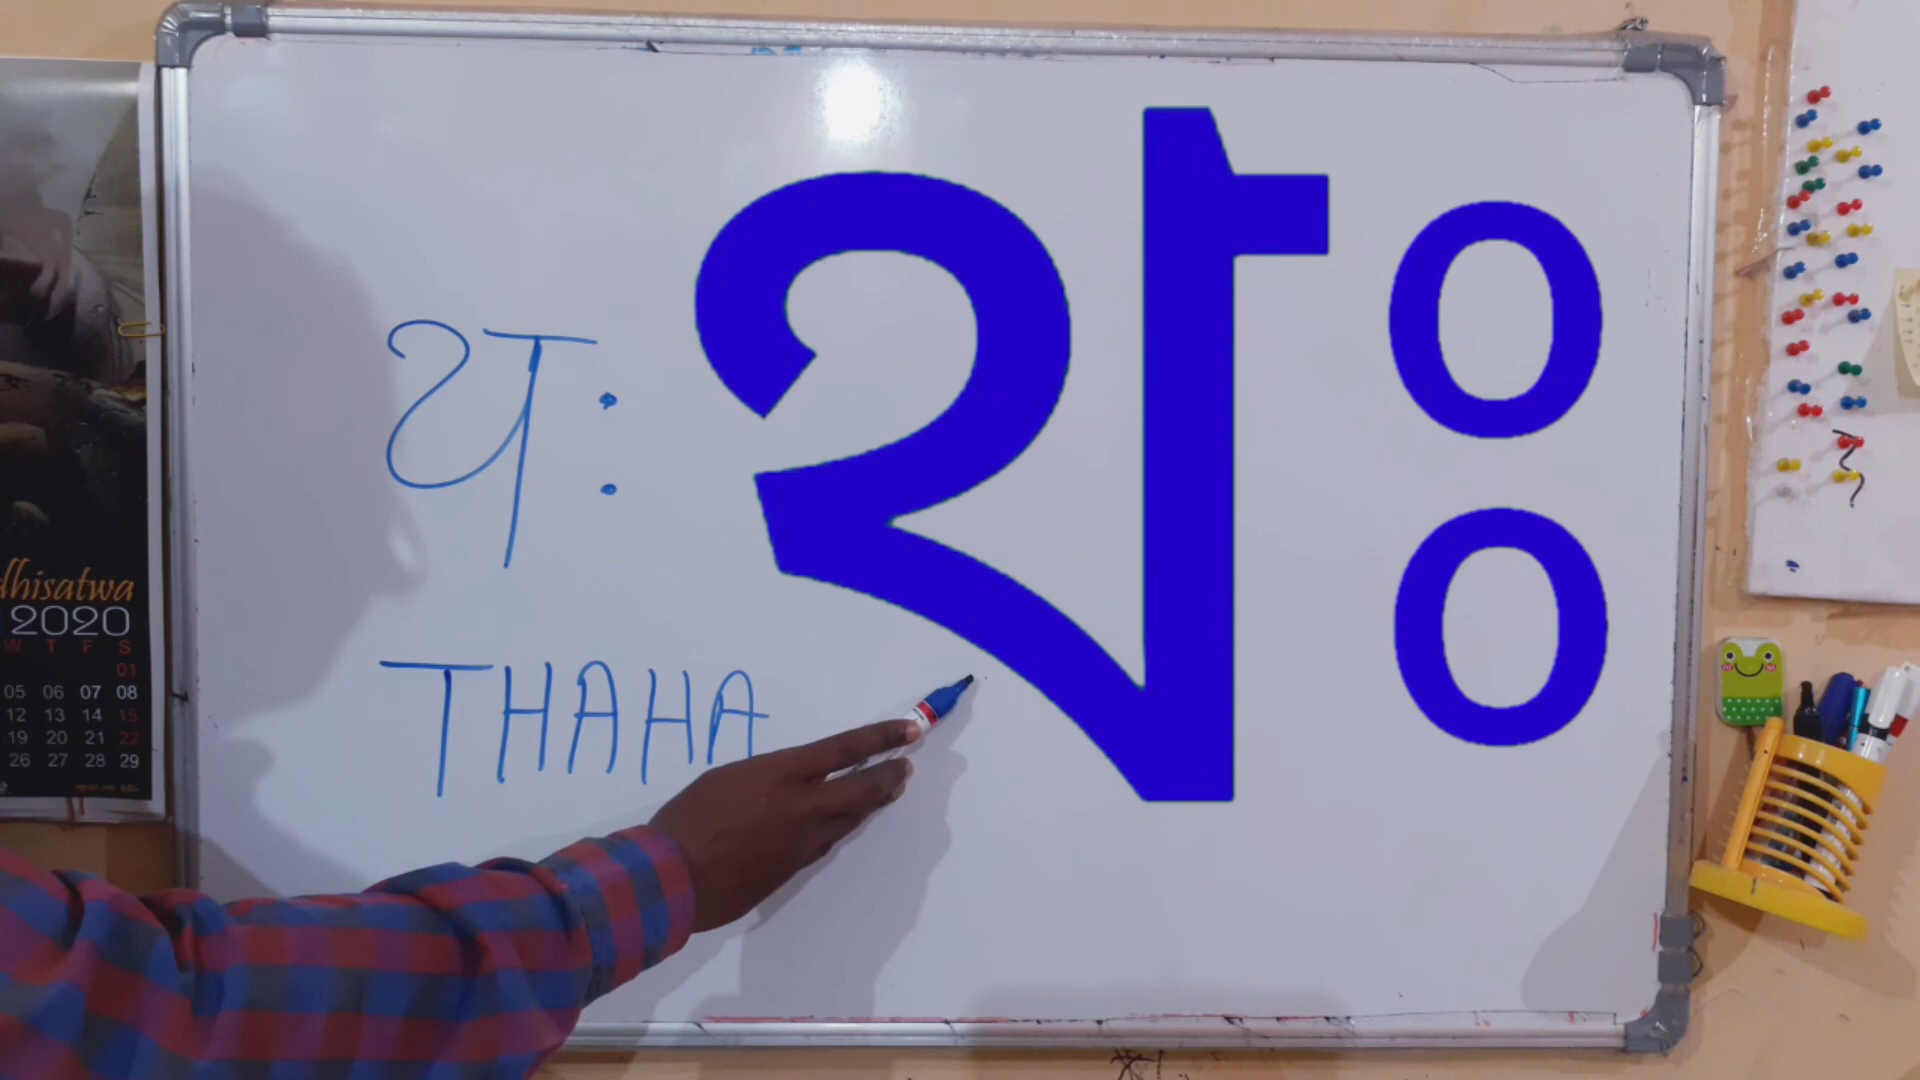 थ:
থঃ
THAHA
dhisatwa
2020
W T F S
01
05 06 07 08
12 13 14 15
19 20 21 22
26 27 28 29